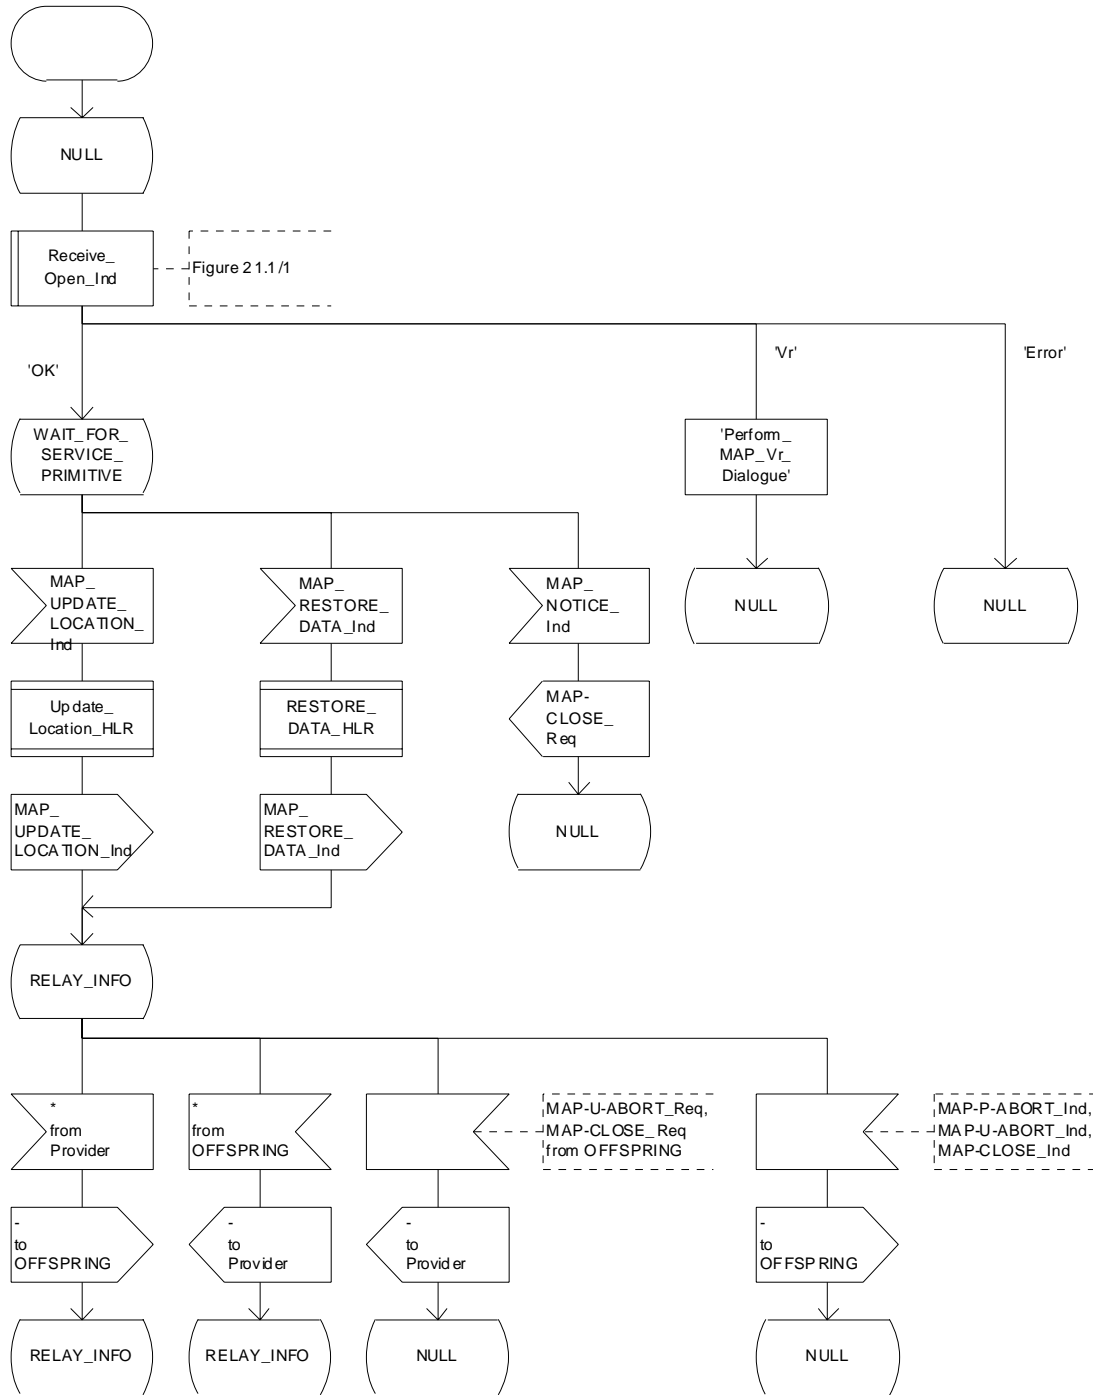 NULL
Receive_
Open_Ind
Figure 21.1/1
'OK'
'Vr'
'Error'
WAIT_FOR_
SERVICE_
PRIMITIVE
'Perform_
MAP_Vr_
Dialogue'
MAP_
UPDATE_
LOCATION_
Ind
MAP_
RESTORE_
DATA_Ind
MAP_
NOTICE_
Ind
NULL
NULL
Update_
Location_HLR
RESTORE_
DATA_HLR
MAP-
CLOSE_
Req
MAP_
UPDATE_
LOCATION_Ind
MAP_
RESTORE_
DATA_Ind
NULL
RELAY_INFO
*
from
Provider
*
from
OFFSPRING
MAP-U-ABORT_Req,
MAP-CLOSE_Req
from OFFSPRING
MAP-P-ABORT_Ind,
MAP-U-ABORT_Ind,
MAP-CLOSE_Ind
-
to
OFFSPRING
-
to
Provider
-
to
Provider
-
to
OFFSPRING
RELAY_INFO
RELAY_INFO
NULL
NULL